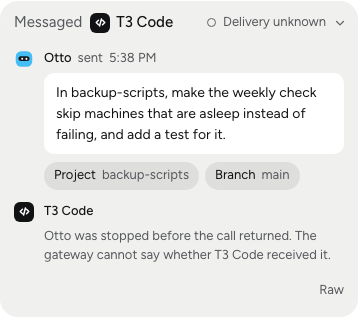 Messaged </> T3 Code Delivery unknown
Otto sent 5:38 PM
In backup-scripts, make the weekly check
skip machines that are asleep instead of
failing, and add a test for it.
Project backup-scripts Branch main
</> T3 Code
Otto was stopped before the call returned. The
gateway cannot say whether T3 Code received it.
Raw